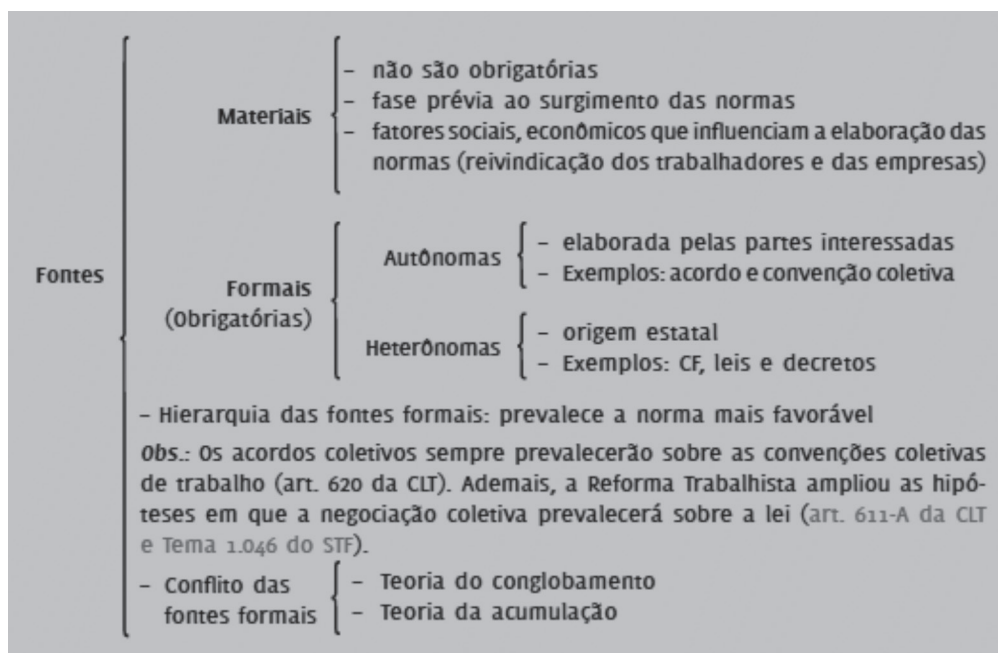 Fontes
Materiais
– não são obrigatórias
– fase prévia ao surgimento das normas
– fatores sociais, econômicos que influenciam a elaboração das
normas (reivindicação dos trabalhadores e das empresas)
Formais
(Obrigatórias)
Autônomas
– elaborada pelas partes interessadas
– Exemplos: acordo e convenção coletiva
Heterônomas
– origem estatal
– Exemplos: CF, leis e decretos
– Hierarquia das fontes formais: prevalece a norma mais favorável
Obs.: Os acordos coletivos sempre prevalecerão sobre as convenções coletivas
de trabalho (art. 620 da CLT). Ademais, a Reforma Trabalhista ampliou as hipó-
teses em que a negociação coletiva prevalecerá sobre a lei (art. 611-A da CLT
e Tema 1.046 do STF).
– Conflito das
fontes formais
– Teoria do conglobamento
– Teoria da acumulação